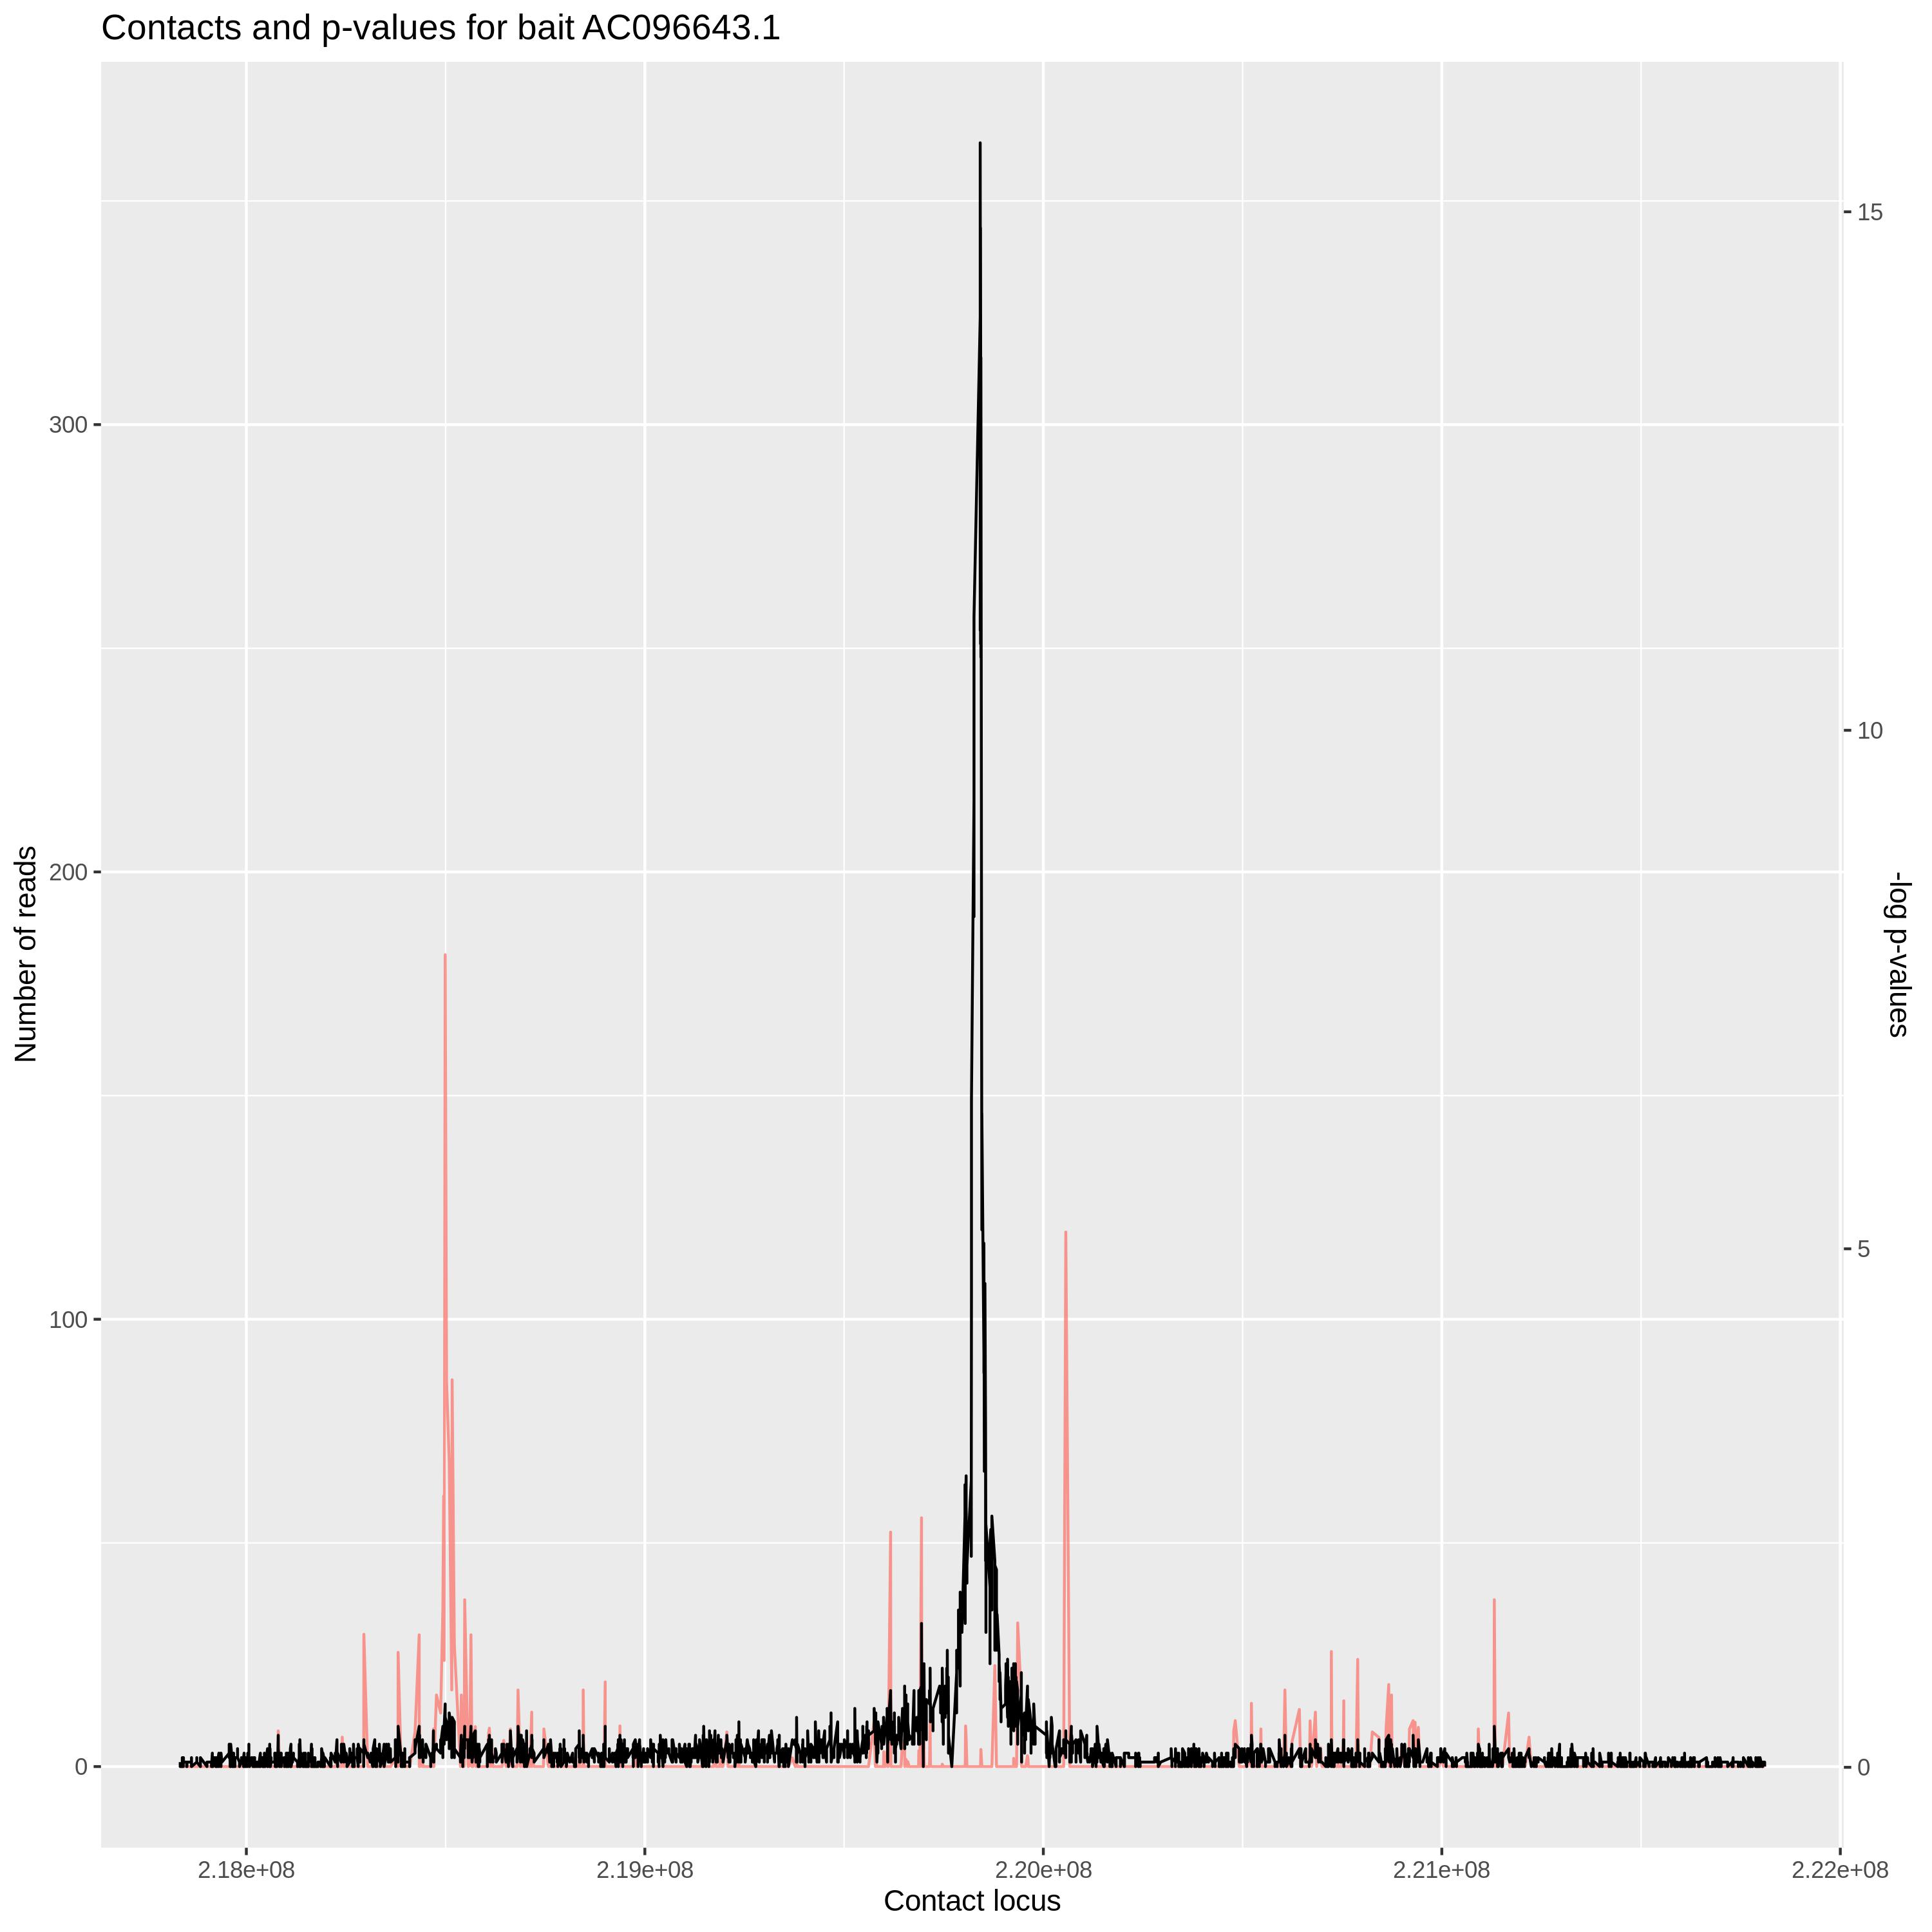 Contacts and p-values for bait AC096643.1
300
200
100
0
15
10
5
0
Number of reads
-log p-values
2.18e+08
2.19e+08
2.20e+08
2.21e+08
2.22e+08
Contact locus